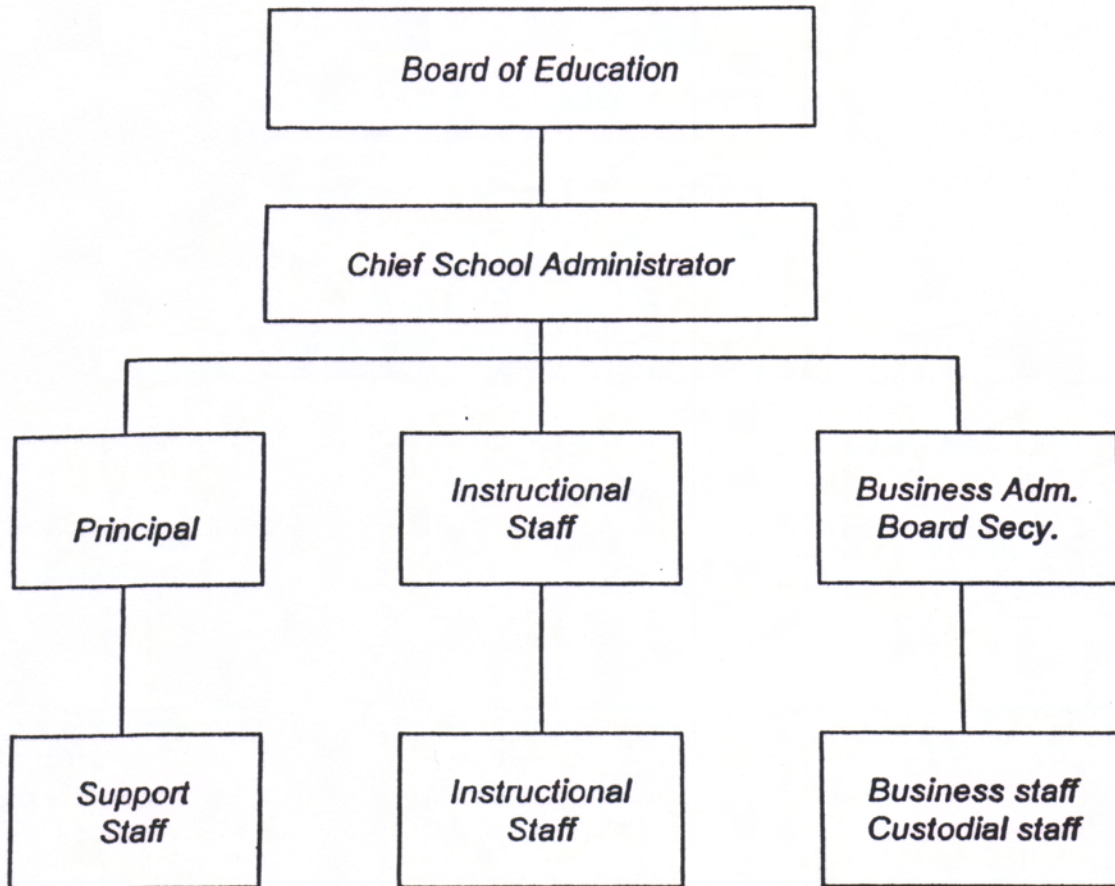 Board of Education
Chief School Administrator
Principal
Instructional
Staff
Business Adm.
Board Secy.
Support
Staff
Instructional
Staff
Business staff
Custodial staff